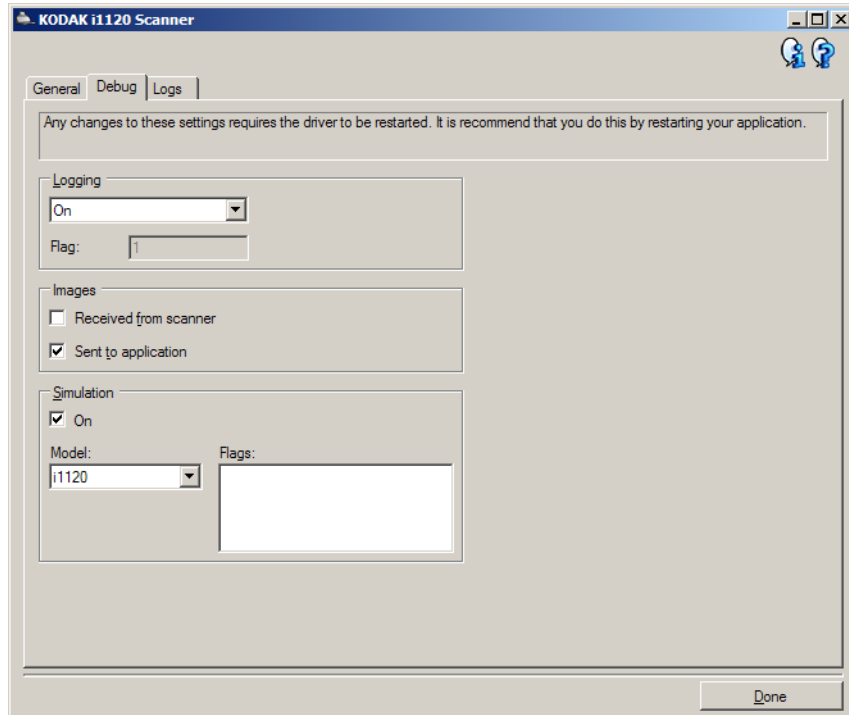 KODAK i1120 Scanner
General Debug Logs
Any changes to these settings requires the driver to be restarted. It is recommend that you do this by restarting your application.
Logging
On
Flag: 1
Images
Received from scanner
Sent to application
Simulation
On
Model: Flags:
i1120
Done